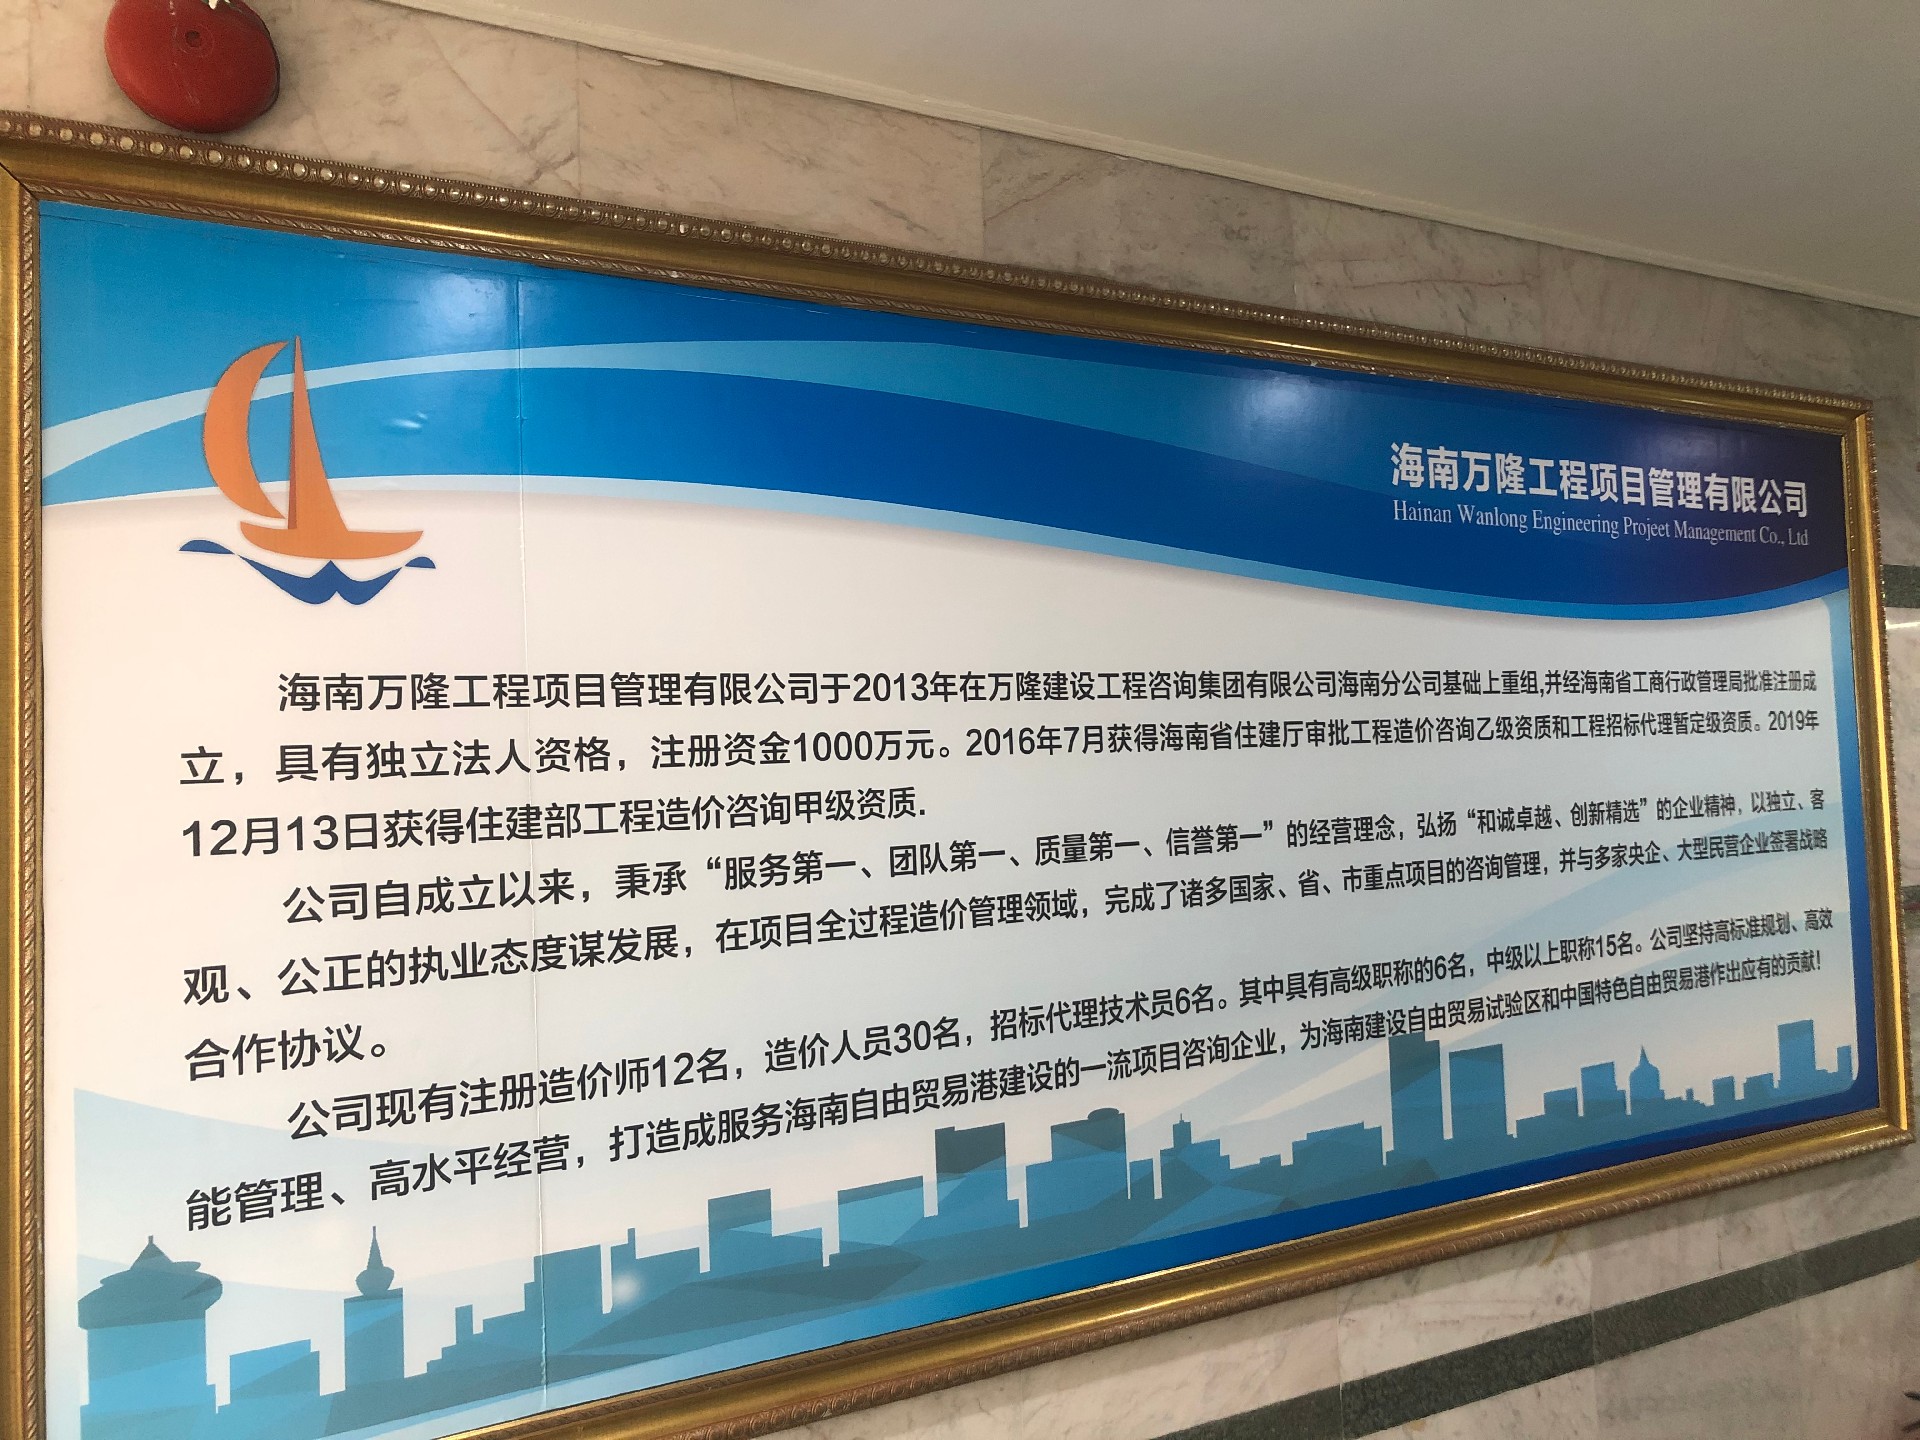 海南万隆工程项目管理有限公司
Hainan Wanlong Engineering Projeet Management Co., Ltd
海南万隆工程项目管理有限公司于2013年在万隆建设工程咨询集团有限公司海南分公司基础上重组,并经海南省工商行政管理局批准注册成
立，具有独立法人资格，注册资金1000万元。2016年7月获得海南省住建厅审批工程造价咨询乙级资质和工程招标代理暂定级资质。2019年
12月13日获得住建部工程造价咨询甲级资质.
公司自成立以来，秉承“服务第一、团队第一、质量第一、信誉第一”的经营理念，弘扬“和诚卓越、创新精选”的企业精神，以独立、客
观、公正的执业态度谋发展，在项目全过程造价管理领域，完成了诸多国家、省、市重点项目的咨询管理，并与多家央企、大型民营企业签署战略
合作协议。
公司现有注册造价师12名，造价人员30名，招标代理技术员6名。其中具有高级职称的6名，中级以上职称15名。公司坚持高标准规划、高效
能管理、高水平经营，打造成服务海南自由贸易港建设的一流项目咨询企业，为海南建设自由贸易试验区和中国特色自由贸易港作出应有的贡献！